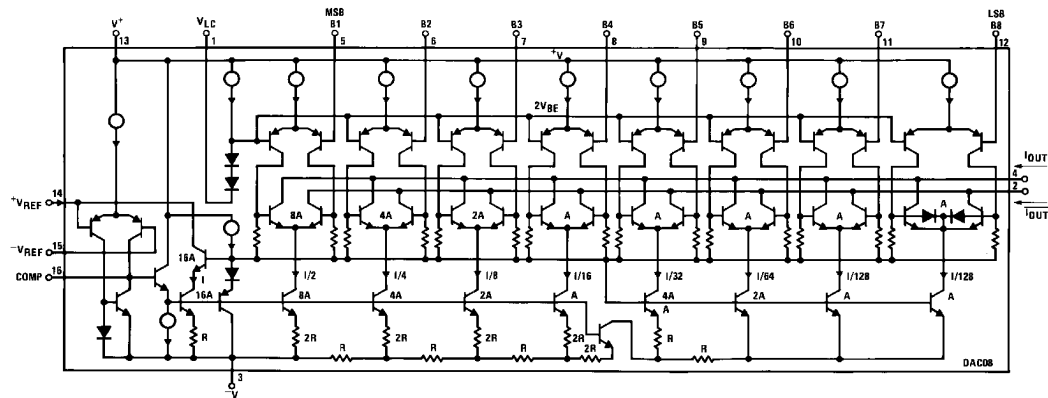 V+ VLC MSB B1 B2 B3 B4 B5 B6 B7 LSB B8
13 1 5 6 7 8 9 10 11 12
+V
2VBE
IOUT
4
2
IOUT
14
+VREF
8A 4A 2A A A A A A
−VREF
15
16A
COMP 16
I I/2 I/4 I/8 I/16 I/32 I/64 I/128 I/128
16A 8A 4A 2A A 4A 2A A A
A
R 2R 2R 2R 2R R
R R R 2R R
3
−V
DAC08